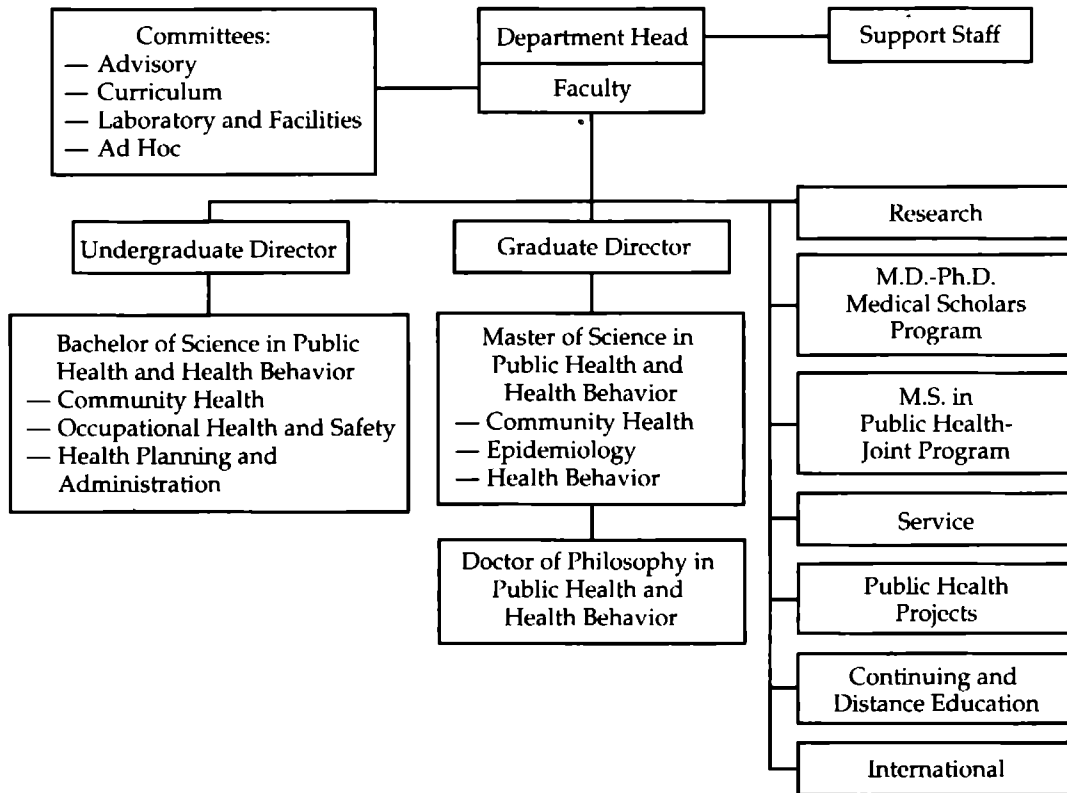 Committees:
— Advisory
— Curriculum
— Laboratory and Facilities
— Ad Hoc
Department Head
Faculty
Support Staff
Undergraduate Director
Bachelor of Science in Public
Health and Health Behavior
— Community Health
— Occupational Health and Safety
— Health Planning and
Administration
Graduate Director
Master of Science in
Public Health and
Health Behavior
— Community Health
— Epidemiology
— Health Behavior
Doctor of Philosophy in
Public Health and
Health Behavior
Research
M.D.-Ph.D.
Medical Scholars
Program
M.S. in
Public Health-
Joint Program
Service
Public Health
Projects
Continuing and
Distance Education
International